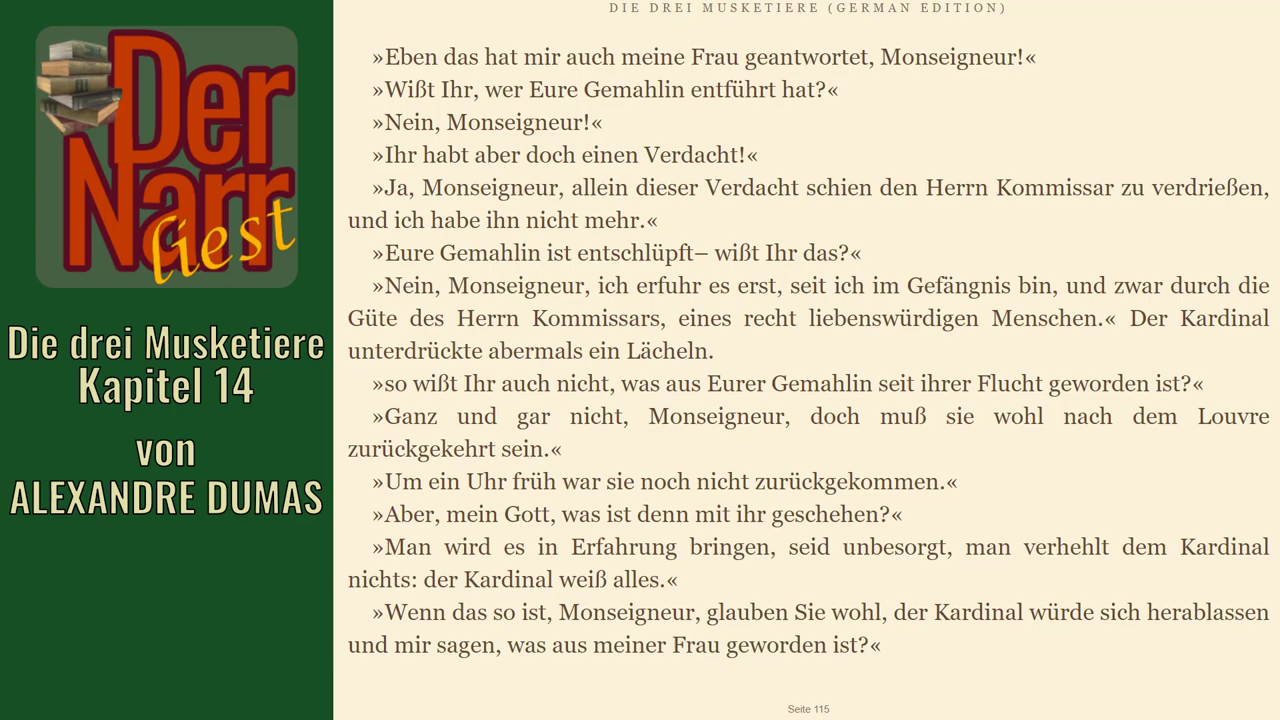 Der
Narr
liest
Die drei Musketiere
Kapitel 14
von
ALEXANDRE DUMAS
DIE DREI MUSKETIERE (GERMAN EDITION)
»Eben das hat mir auch meine Frau geantwortet, Monseigneur!«
»Wißt Ihr, wer Eure Gemahlin entführt hat?«
»Nein, Monseigneur!«
»Ihr habt aber doch einen Verdacht!«
»Ja, Monseigneur, allein dieser Verdacht schien den Herrn Kommissar zu verdrießen,
und ich habe ihn nicht mehr.«
»Eure Gemahlin ist entschlüpft– wißt Ihr das?«
»Nein, Monseigneur, ich erfuhr es erst, seit ich im Gefängnis bin, und zwar durch die
Güte des Herrn Kommissars, eines recht liebenswürdigen Menschen.« Der Kardinal
unterdrückte abermals ein Lächeln.
»so wißt Ihr auch nicht, was aus Eurer Gemahlin seit ihrer Flucht geworden ist?«
»Ganz und gar nicht, Monseigneur, doch muß sie wohl nach dem Louvre
zurückgekehrt sein.«
»Um ein Uhr früh war sie noch nicht zurückgekommen.«
»Aber, mein Gott, was ist denn mit ihr geschehen?«
»Man wird es in Erfahrung bringen, seid unbesorgt, man verhehlt dem Kardinal
nichts: der Kardinal weiß alles.«
»Wenn das so ist, Monseigneur, glauben Sie wohl, der Kardinal würde sich herablassen
und mir sagen, was aus meiner Frau geworden ist?«
Seite 115